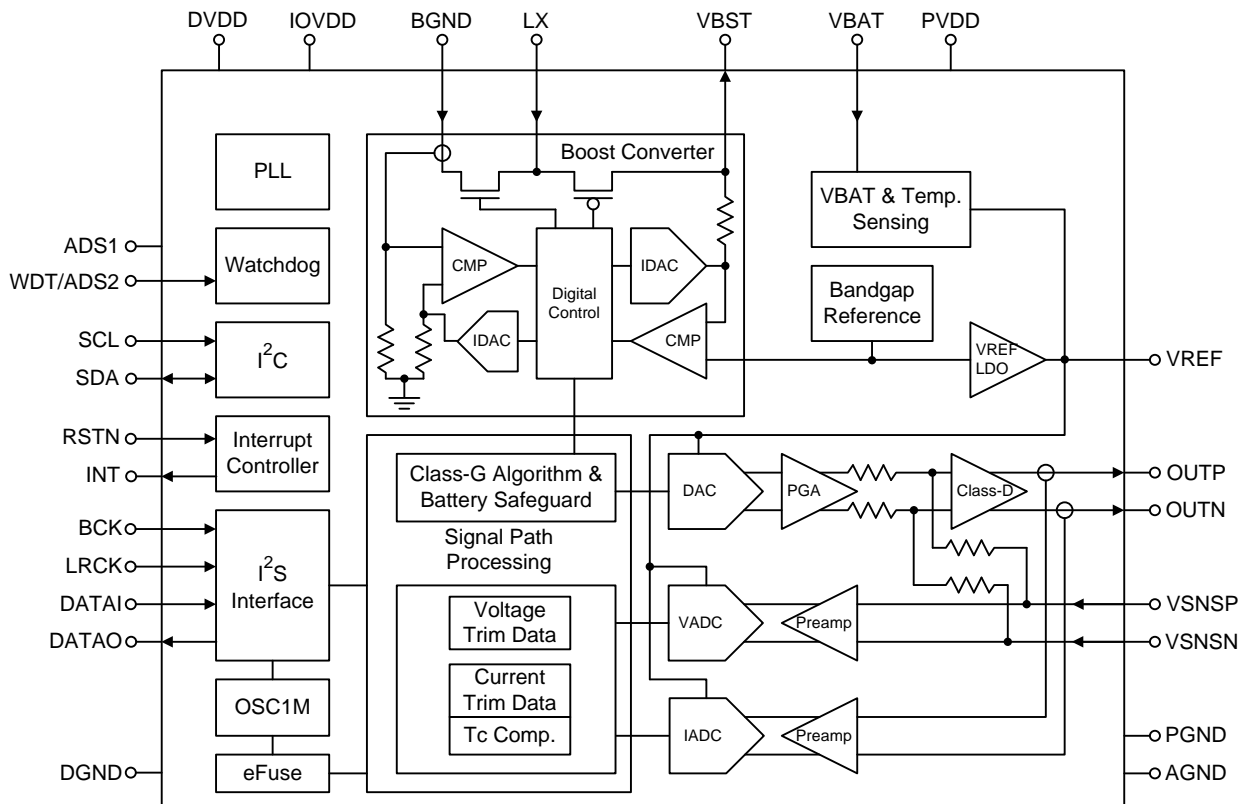 DVDD
IOVDD
BGND
LX
VBST
VBAT
PVDD
PLL
Boost Converter
VBAT & Temp.
Sensing
ADS1
WDT/ADS2
Watchdog
CMP
Digital
Control
IDAC
Bandgap
Reference
SCL
SDA
I²C
IDAC
CMP
VREF
LDO
VREF
RSTN
INT
Interrupt
Controller
Class-G Algorithm &
Battery Safeguard
DAC
PGA
Class-D
OUTP
OUTN
BCK
LRCK
DATAI
DATAO
I²S
Interface
Signal Path
Processing
Voltage
Trim Data
VADC
Preamp
VSNSP
VSNSN
OSC1M
Current
Trim Data
Tc Comp.
IADC
Preamp
PGND
AGND
DGND
eFuse